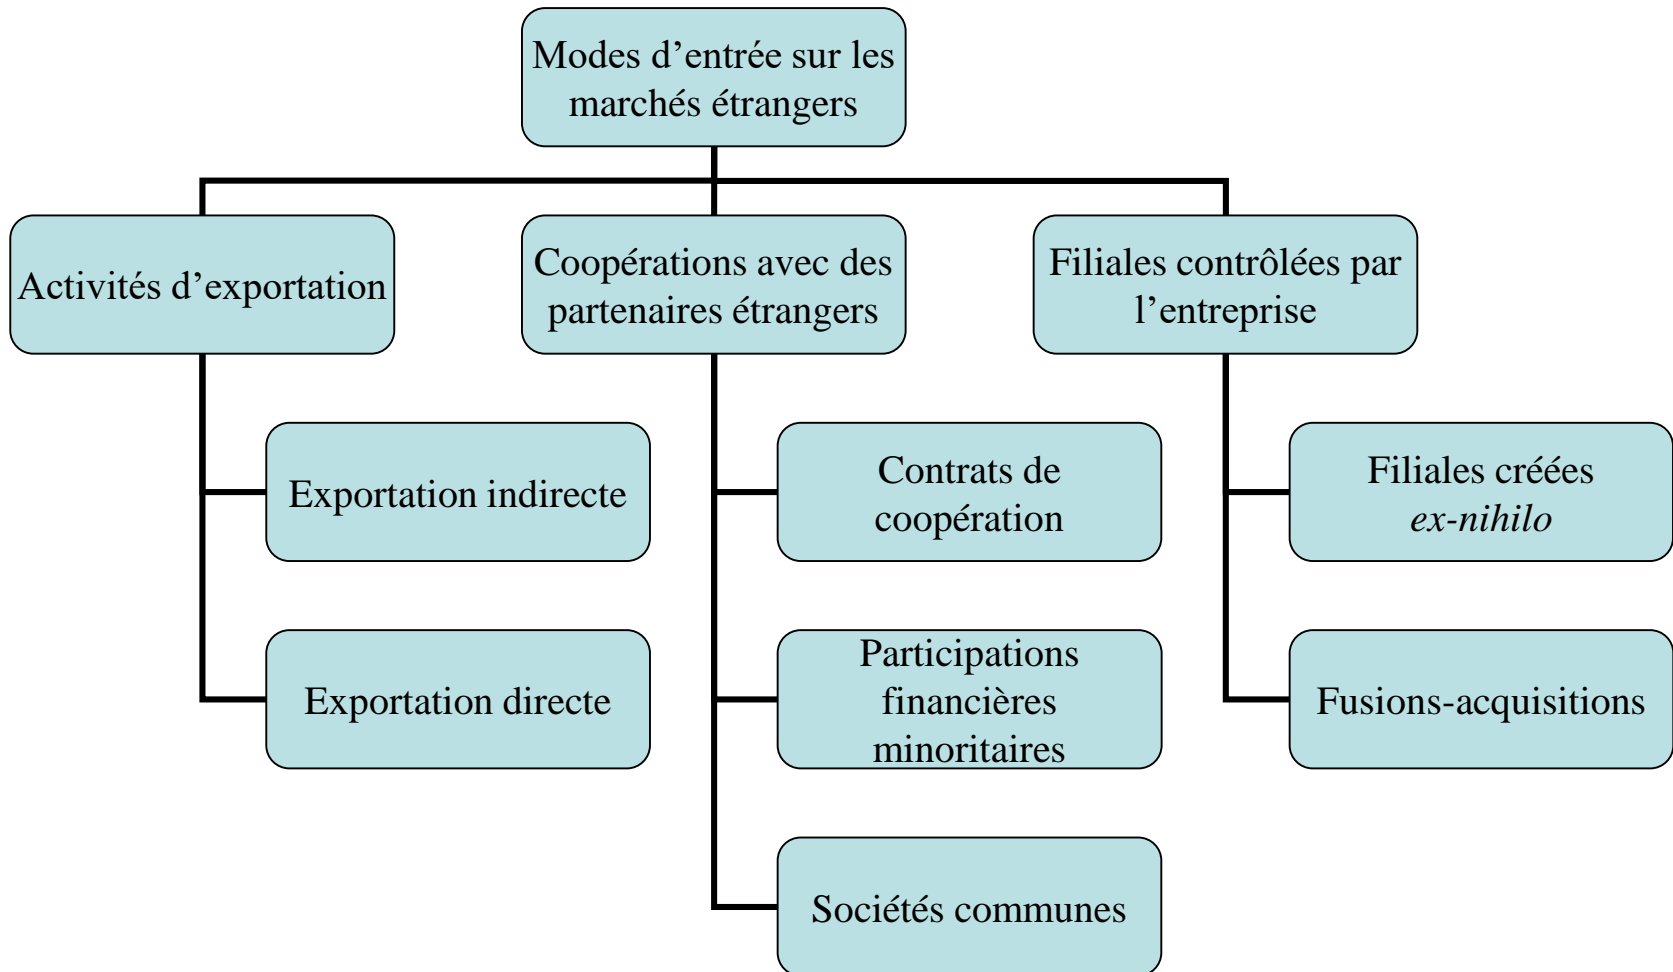 Modes d’entrée sur les
marchés étrangers
Activités d’exportation
Coopérations avec des
partenaires étrangers
Filiales contrôlées par
l’entreprise
Exportation indirecte
Contrats de
coopération
Filiales créées
ex-nihilo
Exportation directe
Participations
financières
minoritaires
Fusions-acquisitions
Sociétés communes